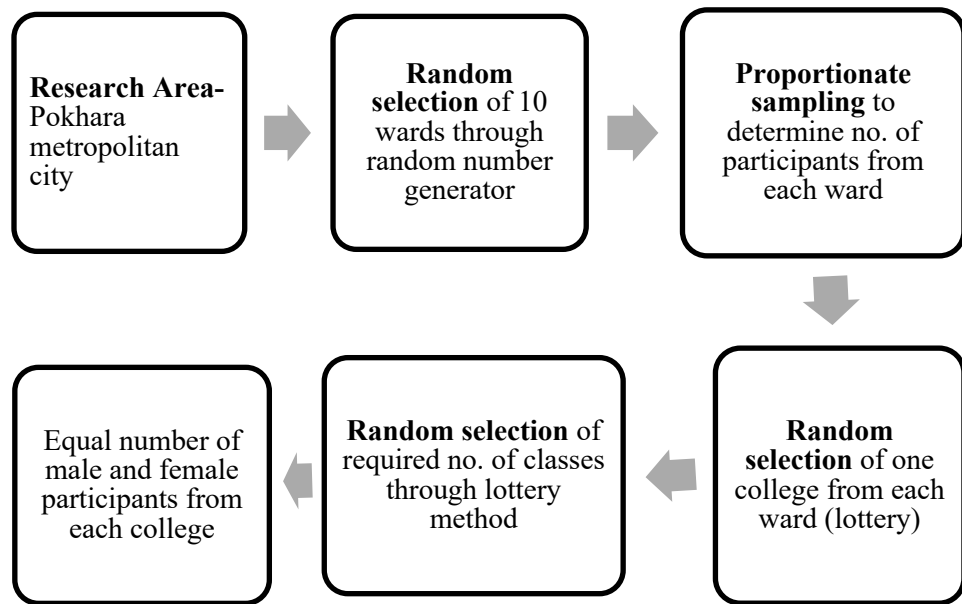 Research Area-
Pokhara
metropolitan
city
Random
selection of 10
wards through
random number
generator
Proportionate
sampling to
determine no. of
participants from
each ward
Random
selection of one
college from each
ward (lottery)
Random selection of
required no. of classes
through lottery
method
Equal number of
male and female
participants from
each college